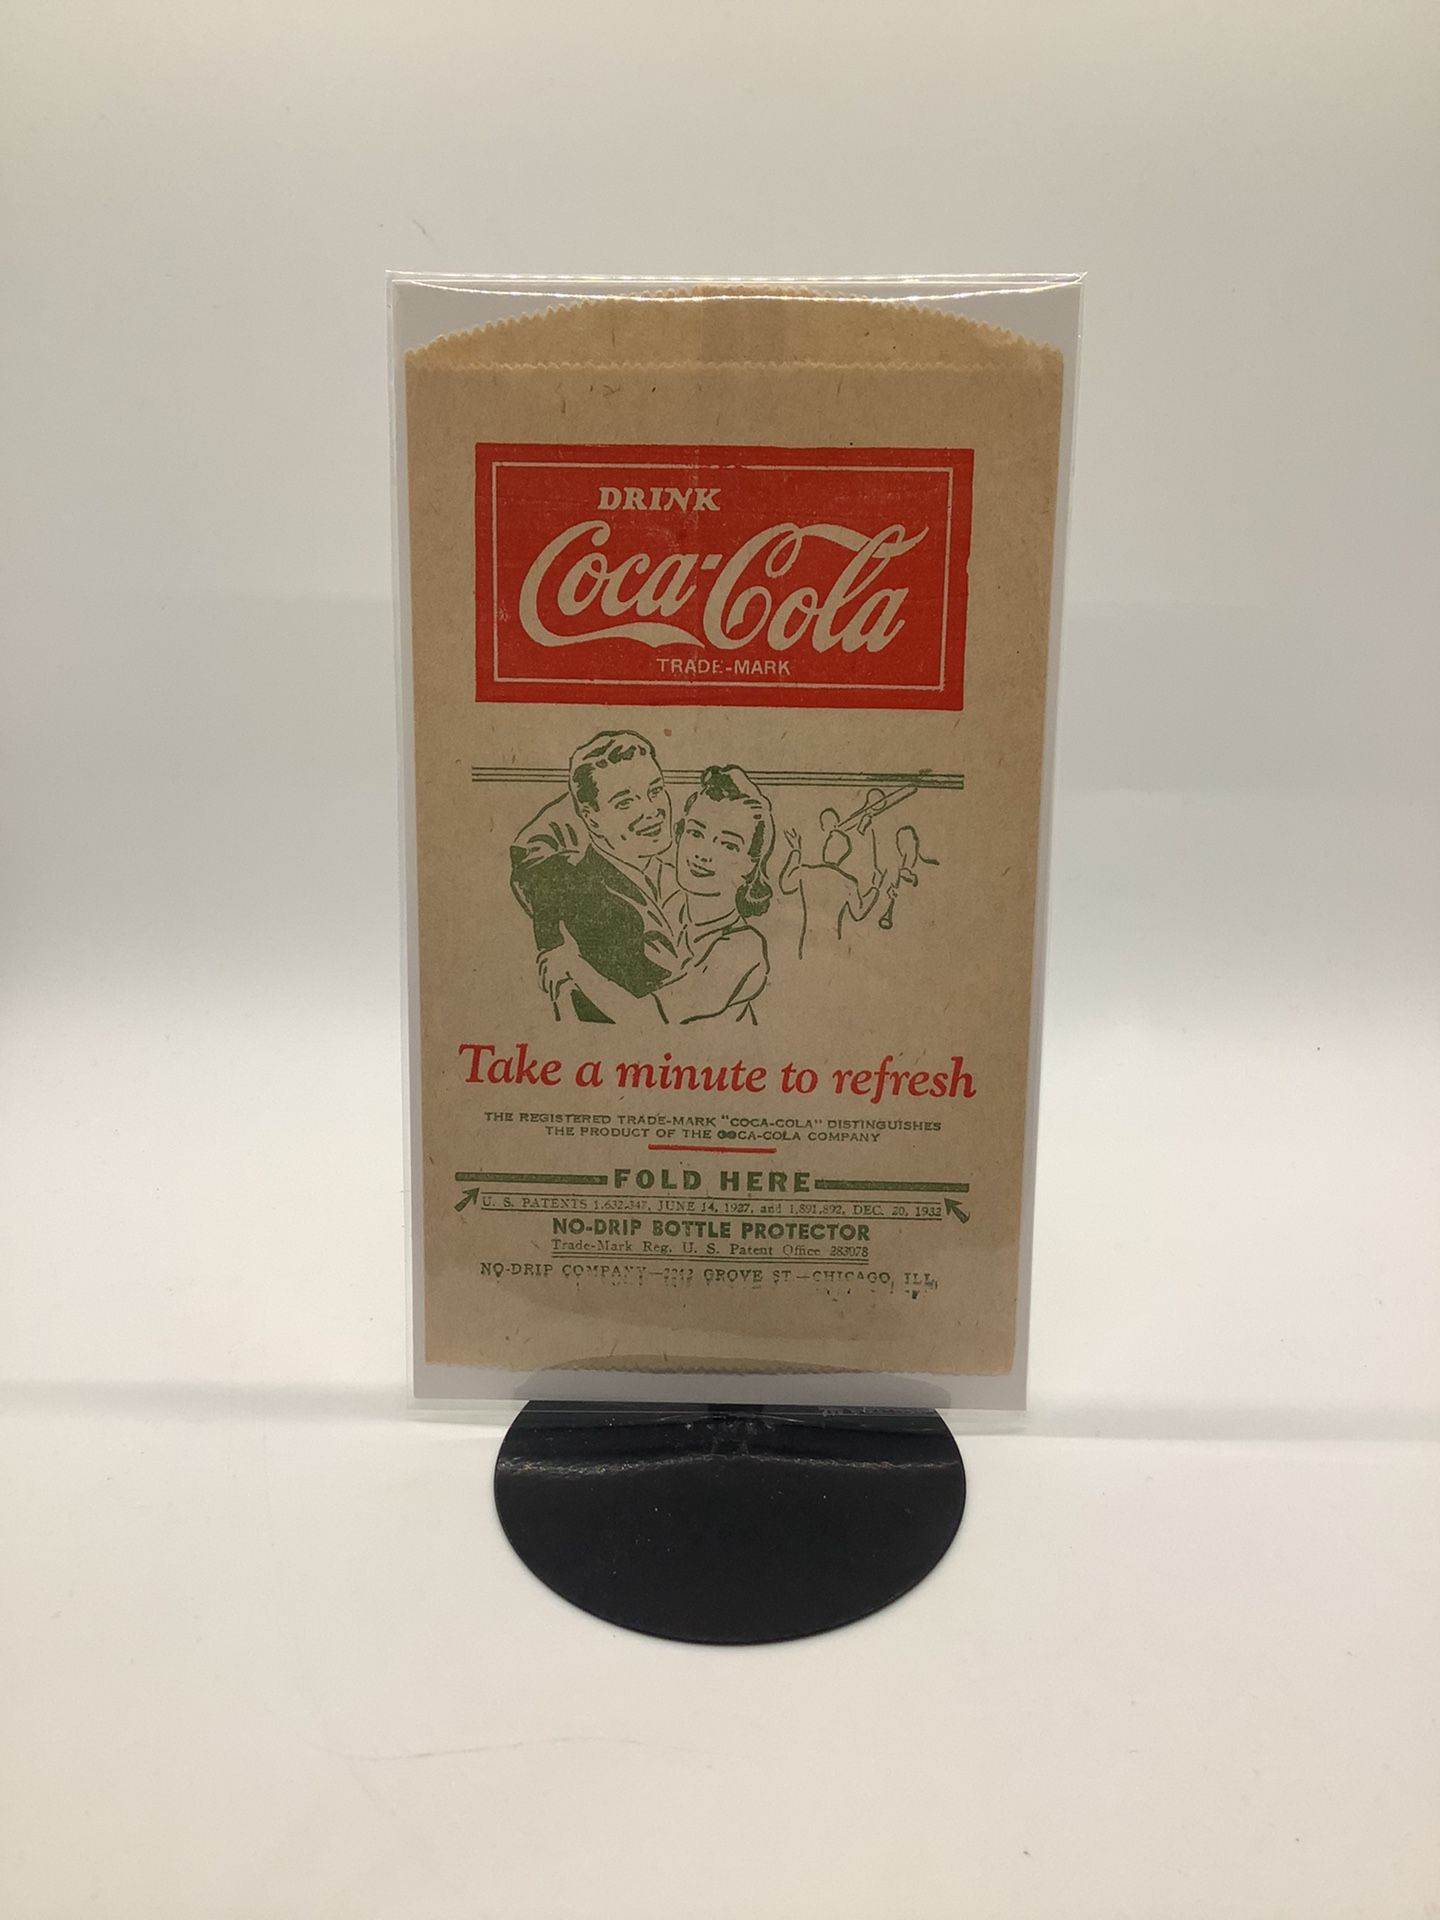 DRINK
Coca-Cola
TRADE-MARK
Take a minute to refresh
THE REGISTERED TRADE-MARK "COCA-COLA" DISTINGUISHES
THE PRODUCT OF THE COCA-COLA COMPANY
FOLD HERE
U. S. PATENTS 1,632,347, JUNE 14, 1927, and 1,891,892, DEC. 20, 1932
NO-DRIP BOTTLE PROTECTOR
Trade-Mark Reg. U. S. Patent Office 283078
NO-DRIP COMPANY— GROVE ST—CHICAGO, ILL.